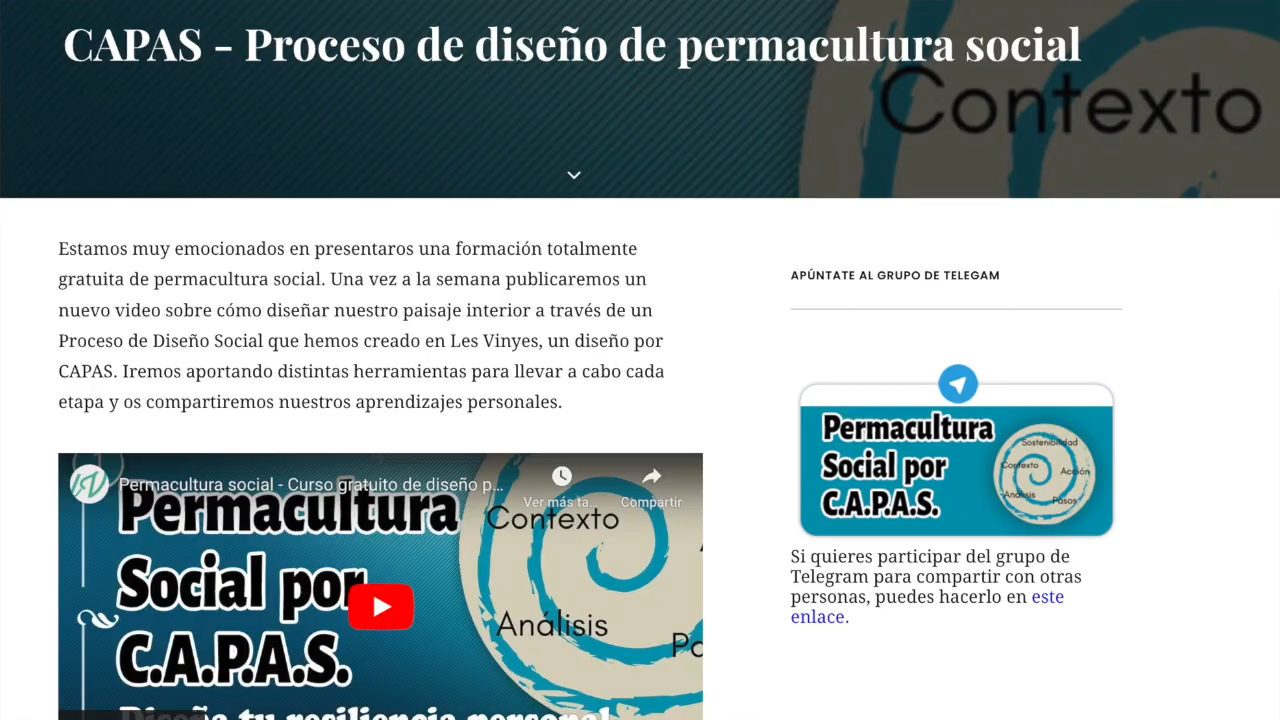 CAPAS - Proceso de diseño de permacultura social
Contexto
Estamos muy emocionados en presentaros una formación totalmente
gratuita de permacultura social. Una vez a la semana publicaremos un
nuevo video sobre cómo diseñar nuestro paisaje interior a través de un
Proceso de Diseño Social que hemos creado en Les Vinyes, un diseño por
CAPAS. Iremos aportando distintas herramientas para llevar a cabo cada
etapa y os compartiremos nuestros aprendizajes personales.
Permacultura social - Curso gratuito de diseño p...
Ver más ta...
Compartir
Permacultura
Social por
C.A.P.A.S.
Diseña tu resiliencia personal
Contexto
Análisis
APÚNTATE AL GRUPO DE TELEGAM
Permacultura
Social por
C.A.P.A.S.
Sostenibilidad
Contexto
Acción
Análisis
Pasos
Si quieres participar del grupo de
Telegram para compartir con otras
personas, puedes hacerlo en este
enlace.